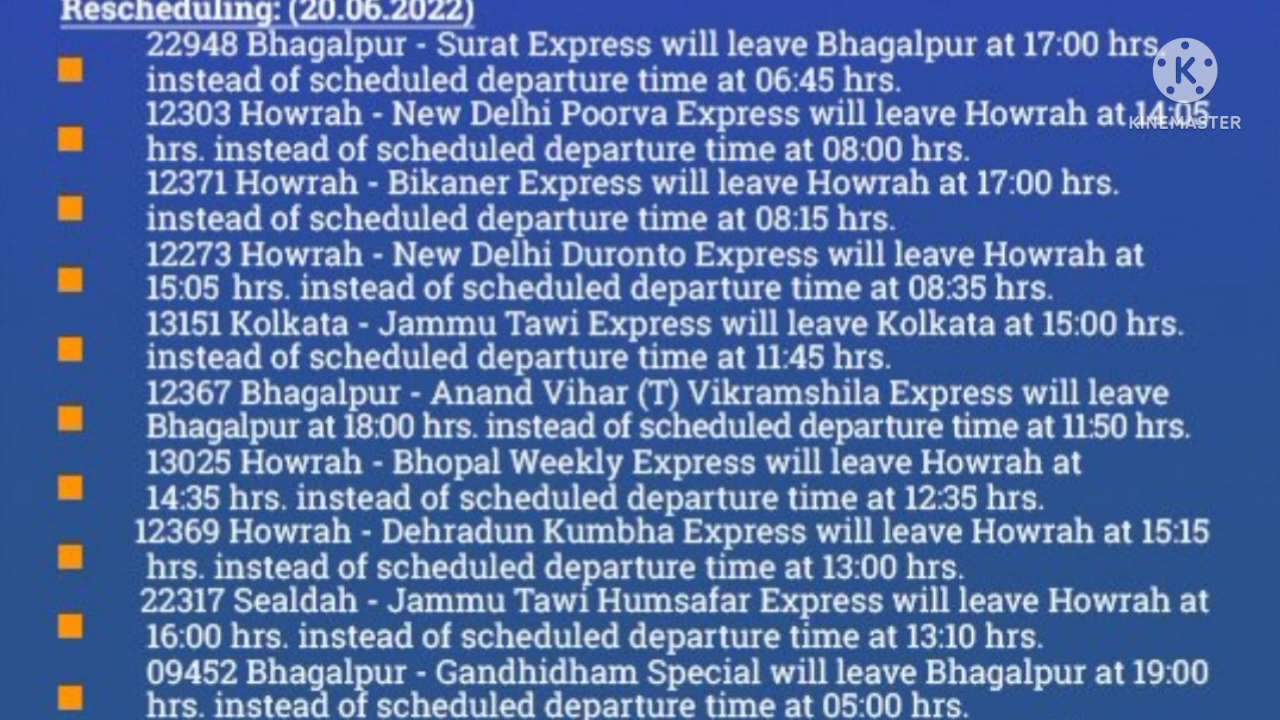 Rescheduling: (20.06.2022)
22948 Bhagalpur - Surat Express will leave Bhagalpur at 17:00 hrs.
instead of scheduled departure time at 06:45 hrs.
12303 Howrah - New Delhi Poorva Express will leave Howrah at 14:05
hrs. instead of scheduled departure time at 08:00 hrs.
12371 Howrah - Bikaner Express will leave Howrah at 17:00 hrs.
instead of scheduled departure time at 08:15 hrs.
12273 Howrah - New Delhi Duronto Express will leave Howrah at
15:05 hrs. instead of scheduled departure time at 08:35 hrs.
13151 Kolkata - Jammu Tawi Express will leave Kolkata at 15:00 hrs.
instead of scheduled departure time at 11:45 hrs.
12367 Bhagalpur - Anand Vihar (T) Vikramshila Express will leave
Bhagalpur at 18:00 hrs. instead of scheduled departure time at 11:50 hrs.
13025 Howrah - Bhopal Weekly Express will leave Howrah at
14:35 hrs. instead of scheduled departure time at 12:35 hrs.
12369 Howrah - Dehradun Kumbha Express will leave Howrah at 15:15
hrs. instead of scheduled departure time at 13:00 hrs.
22317 Sealdah - Jammu Tawi Humsafar Express will leave Howrah at
16:00 hrs. instead of scheduled departure time at 13:10 hrs.
09452 Bhagalpur - Gandhidham Special will leave Bhagalpur at 19:00
hrs. instead of scheduled departure time at 05:00 hrs.
K
KINEMASTER